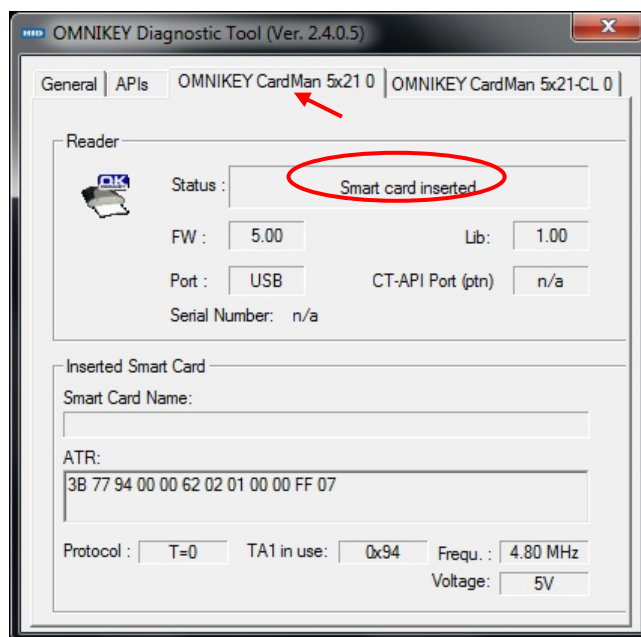 HID OMNIKEY Diagnostic Tool (Ver. 2.4.0.5)
General APIs OMNIKEY CardMan 5x21 0 OMNIKEY CardMan 5x21-CL 0
Reader
OK
Status : Smart card inserted
FW : 5.00 Lib: 1.00
Port : USB CT-API Port (ptn) n/a
Serial Number: n/a
Inserted Smart Card
Smart Card Name:
ATR:
3B 77 94 00 00 62 02 01 00 00 FF 07
Protocol : T=0 TA1 in use: 0x94 Frequ. : 4.80 MHz
Voltage: 5V